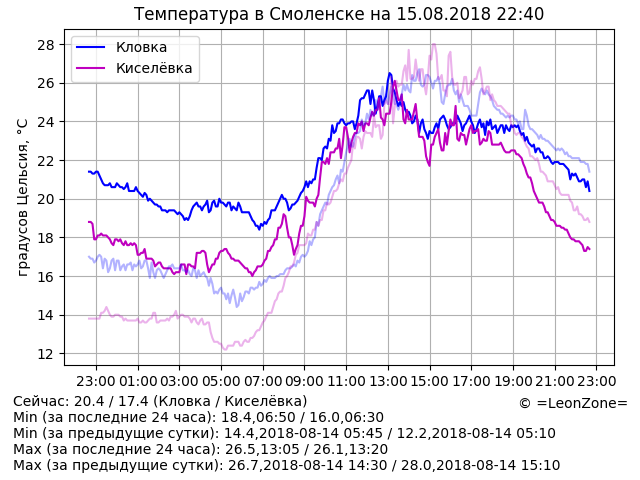 Температура в Смоленске на 15.08.2018 22:40
градусов Цельсия, °C
28
26
24
22
20
18
16
14
12
Кловка
Киселёвка
23:00 01:00 03:00 05:00 07:00 09:00 11:00 13:00 15:00 17:00 19:00 21:00 23:00
Сейчас: 20.4 / 17.4 (Кловка / Киселёвка)
© =LeonZone=
Min (за последние 24 часа): 18.4,06:50 / 16.0,06:30
Min (за предыдущие сутки): 14.4,2018-08-14 05:45 / 12.2,2018-08-14 05:10
Max (за последние 24 часа): 26.5,13:05 / 26.1,13:20
Max (за предыдущие сутки): 26.7,2018-08-14 14:30 / 28.0,2018-08-14 15:10